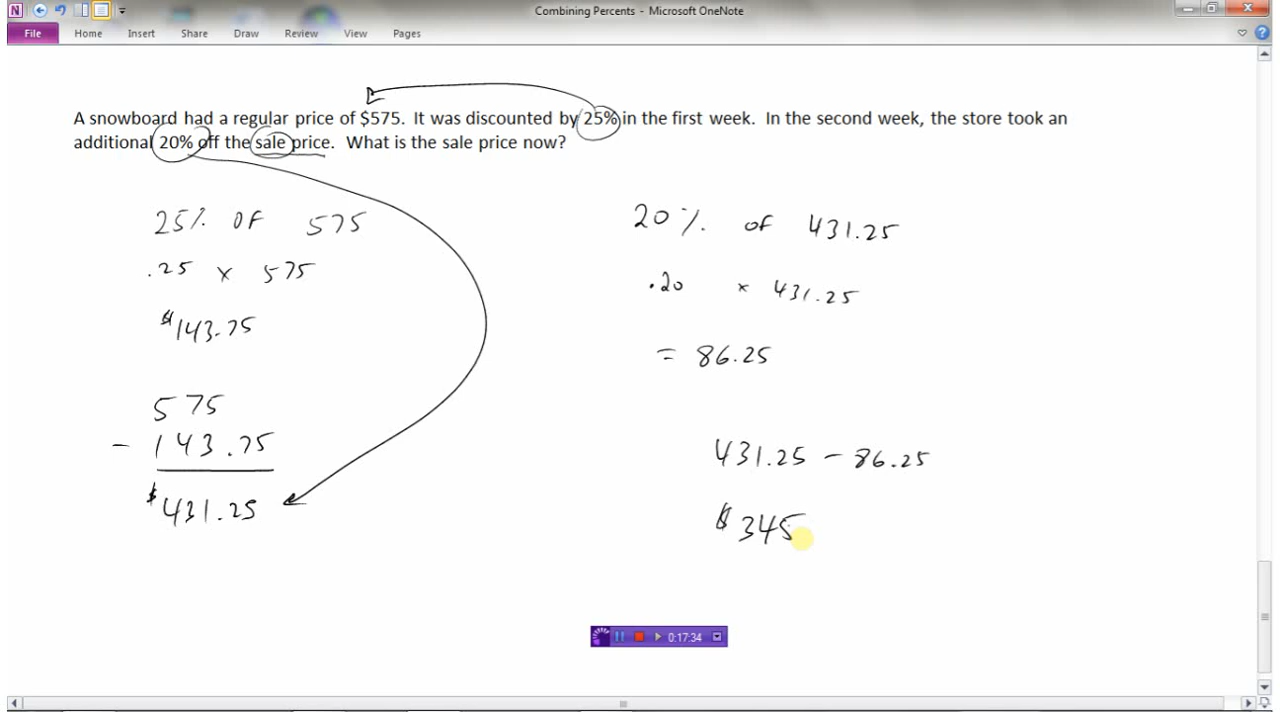 Combining Percents - Microsoft OneNote
File Home Insert Share Draw Review View Pages
A snowboard had a regular price of $575. It was discounted by 25% in the first week. In the second week, the store took an
additional 20% off the sale price. What is the sale price now?
25% OF 575
.25 x 575
$143.75
575
- 143.75
$431.25
20% of 431.25
.20 x 431.25
= 86.25
431.25 - 86.25
$345
0:17:34